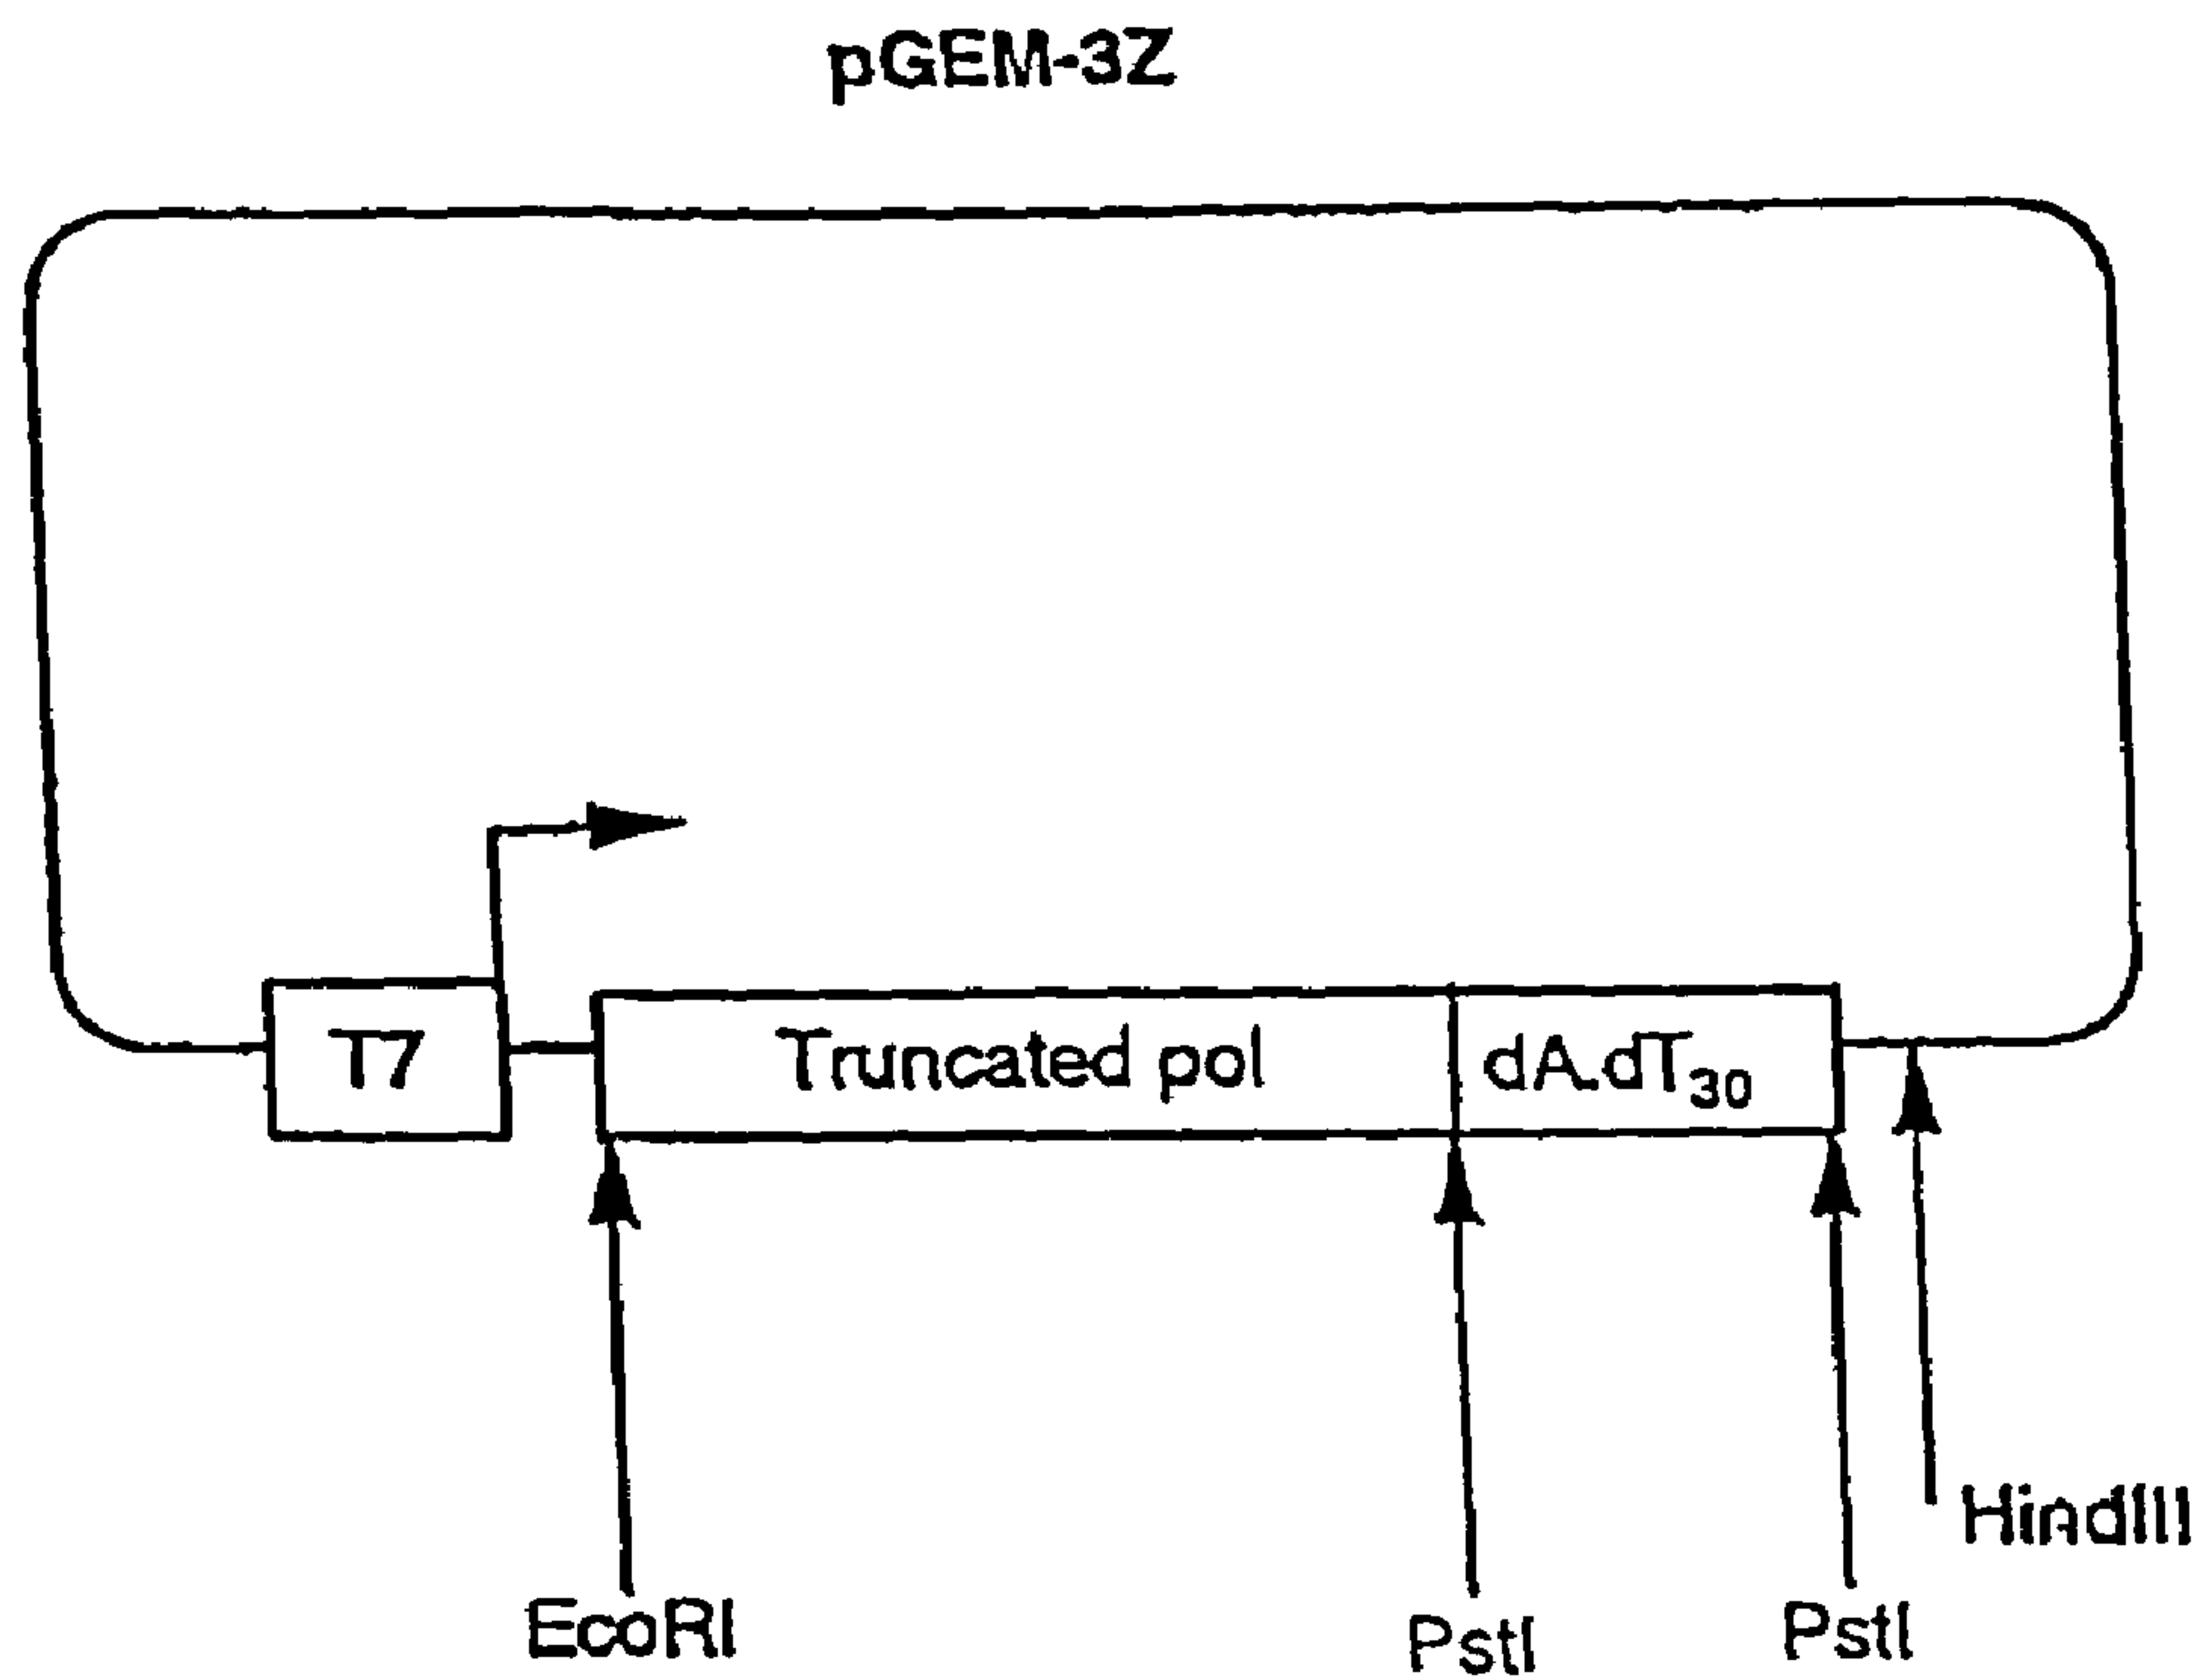 pGEM-3Z
T7
Truncated pol
dA.dT₃₀
HindIII
EcoRI
PstI
PstI